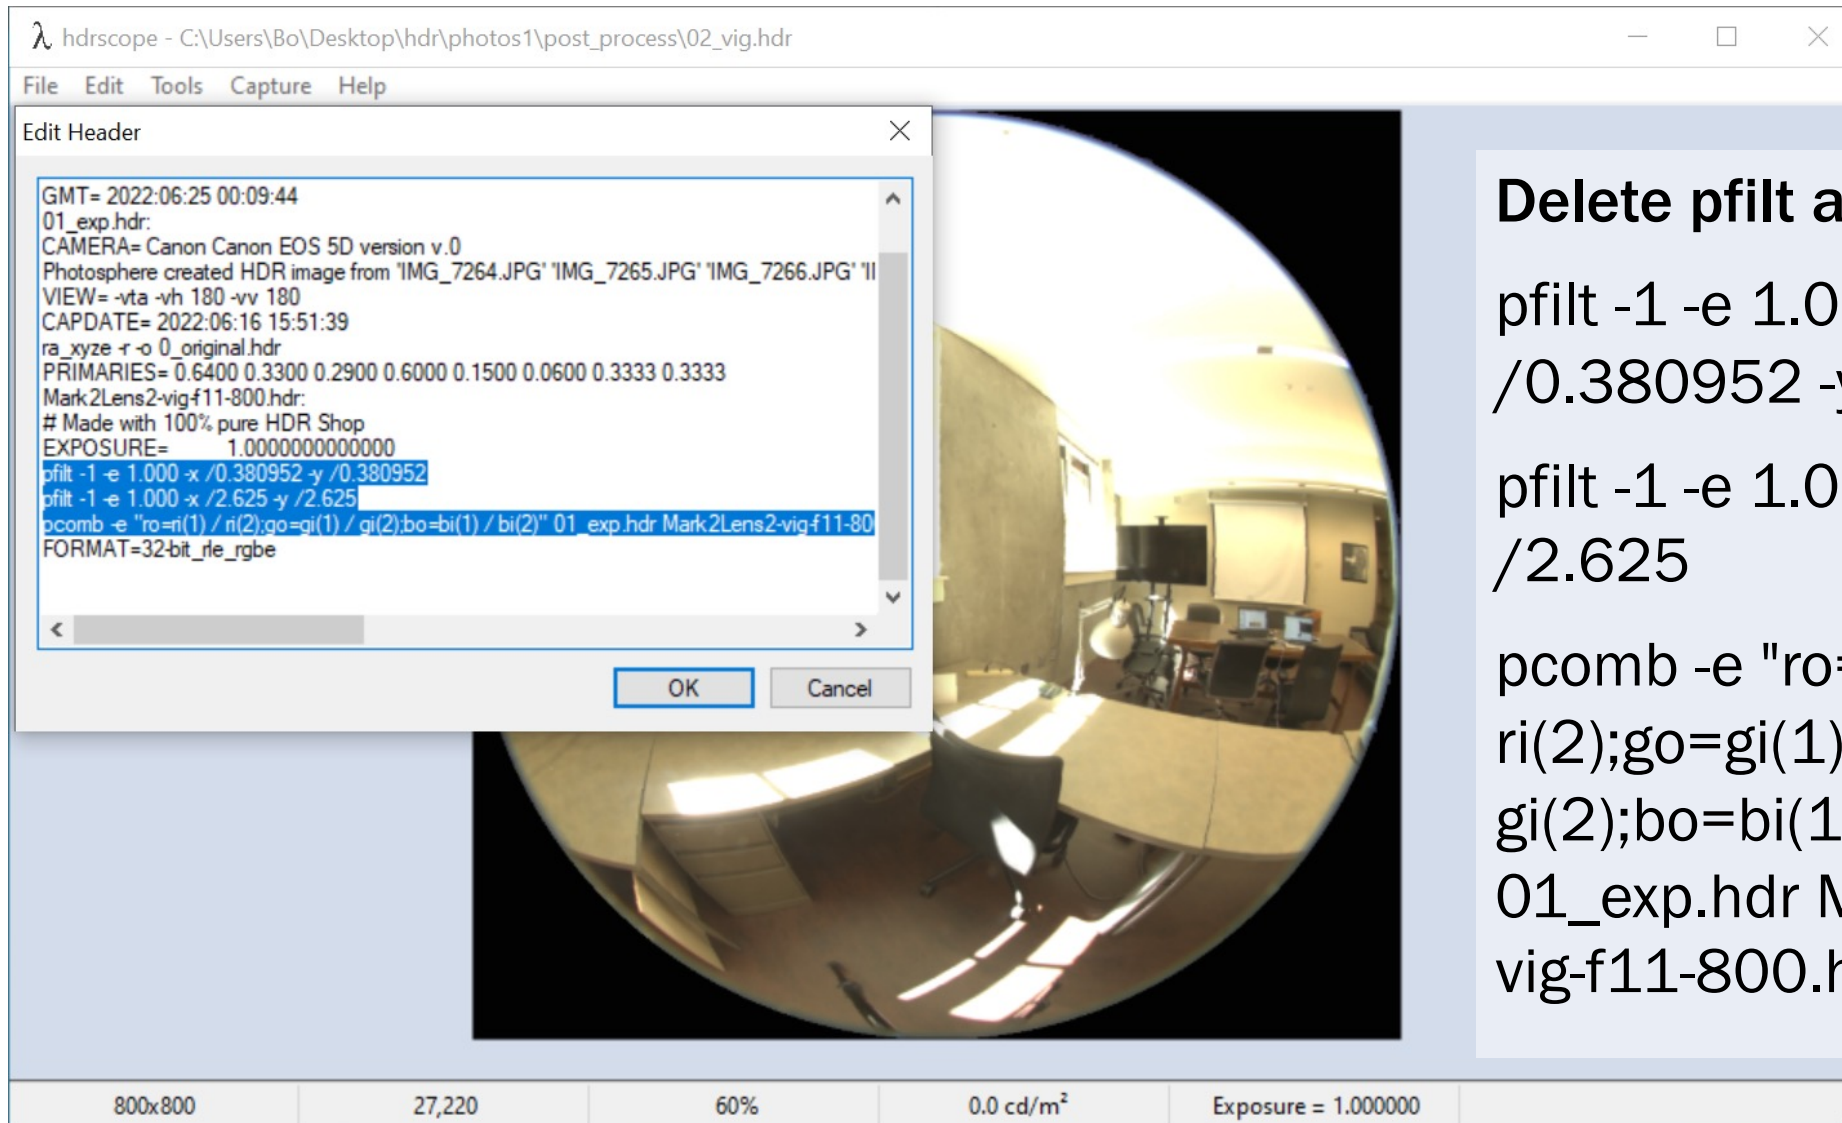 λ hdrscope - C:\Users\Bo\Desktop\hdr\photos1\post_process\02_vig.hdr
File Edit Tools Capture Help
Edit Header
GMT= 2022:06:25 00:09:44
01_exp.hdr:
CAMERA= Canon Canon EOS 5D version v.0
Photosphere created HDR image from 'IMG_7264.JPG' 'IMG_7265.JPG' 'IMG_7266.JPG'
VIEW= -vta -vh 180 -vv 180
CAPDATE= 2022:06:16 15:51:39
ra_xyze -r -o 0_original.hdr
PRIMARIES= 0.6400 0.3300 0.2900 0.6000 0.1500 0.0600 0.3333 0.3333
Mark2Lens2-vig-f11-800.hdr:
# Made with 100% pure HDR Shop
EXPOSURE= 1.0000000000000
pfilt -1 -e 1.000 -x /0.380952 -y /0.380952
pfilt -1 -e 1.000 -x /2.625 -y /2.625
pcomb -e "ro=ri(1) / ri(2);go=gi(1) / gi(2);bo=bi(1) / bi(2)" 01_exp.hdr Mark2Lens2-vig-f11-80
FORMAT=32-bit_rle_rgbe
OK Cancel
Delete pfilt a
pfilt -1 -e 1.0
/0.380952 -y
pfilt -1 -e 1.0
/2.625
pcomb -e "ro=
ri(2);go=gi(1)
gi(2);bo=bi(1
01_exp.hdr M
vig-f11-800.h
800x800 27,220 60% 0.0 cd/m² Exposure = 1.000000